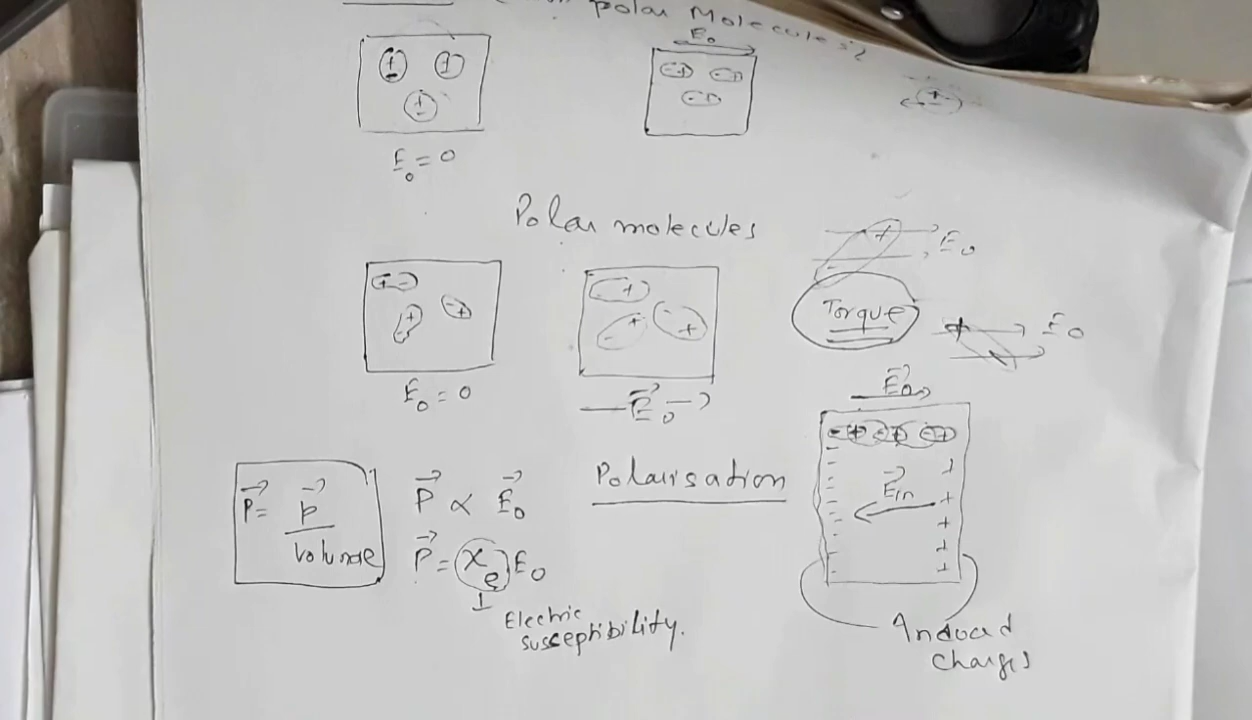 Polar Molecules:
E₀
E₀ = 0
Polar molecules
E₀
Torque
E₀
E₀ = 0
E₀
E₀
P = p / volume
P ∝ E₀
Polarisation
E in
P = χe E₀
Electric
susceptibility.
Induced
charges